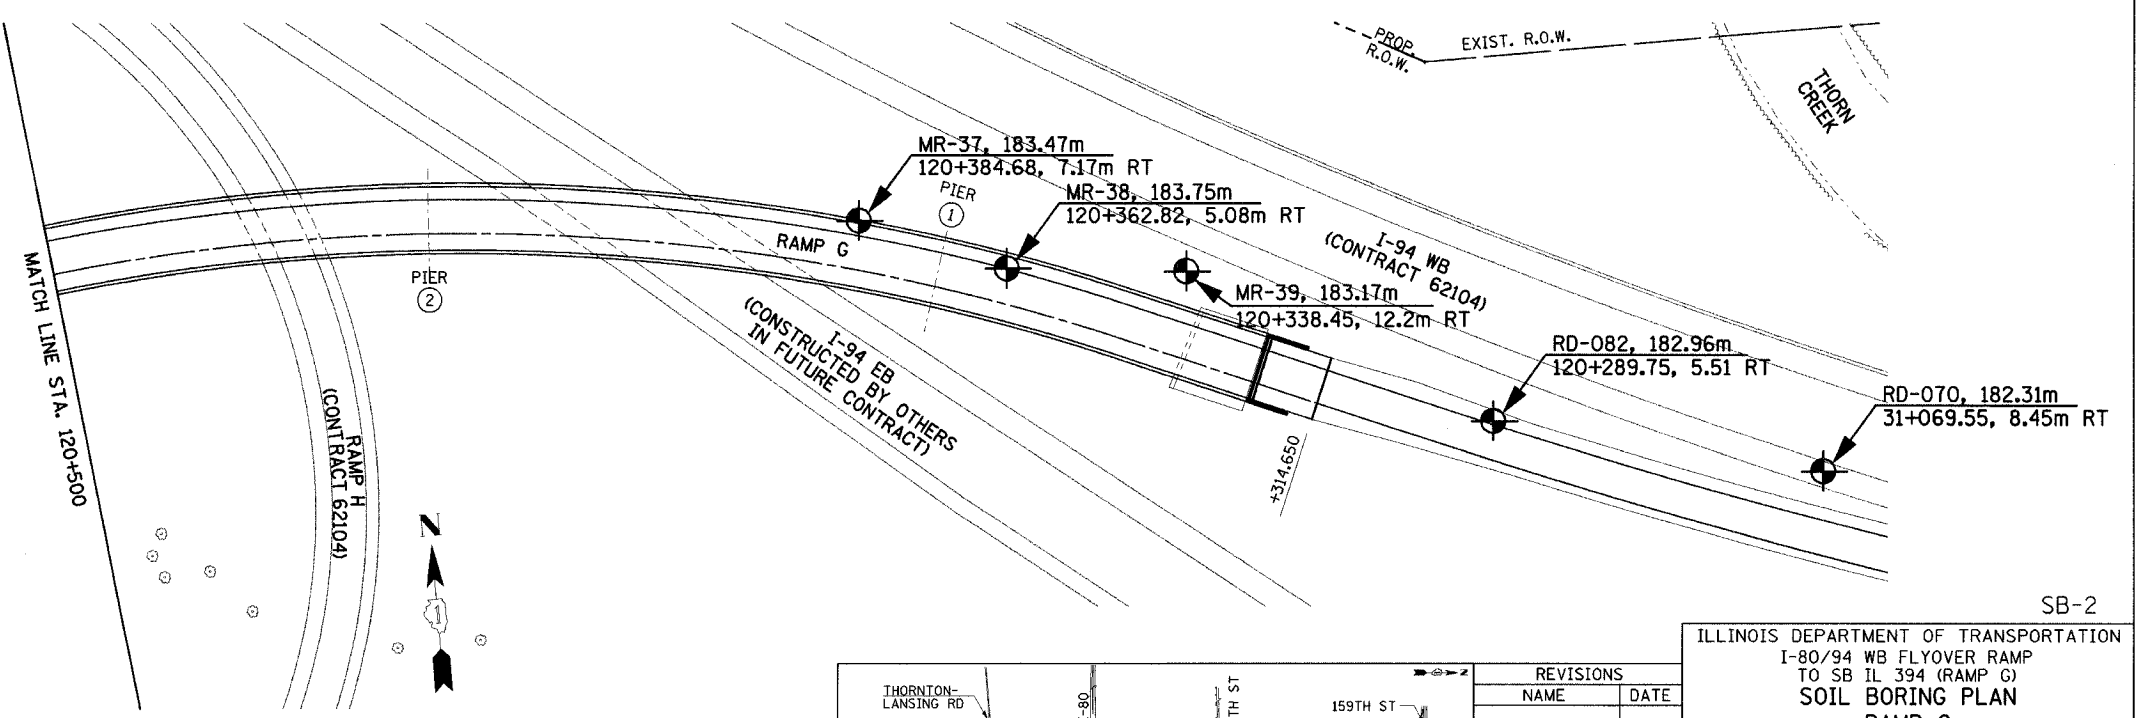 PROP.
R.O.W.
EXIST. R.O.W.
THORN
CREEK
MR-37, 183.47m
120+384.68, 7.17m RT
PIER
1
MR-38, 183.75m
120+362.82, 5.08m RT
RAMP G
I-94 WB
(CONTRACT 62104)
MATCH LINE STA. 120+500
PIER
2
MR-39, 183.17m
120+338.45, 12.2m RT
I-94 EB
(CONSTRUCTED BY OTHERS
IN FUTURE CONTRACT)
RD-082, 182.96m
120+289.75, 5.51 RT
RD-070, 182.31m
31+069.55, 8.45m RT
RAMP H
(CONTRACT 62104)
+314.650
N
1
SB-2
ILLINOIS DEPARTMENT OF TRANSPORTATION
I-80/94 WB FLYOVER RAMP
TO SB IL 394 (RAMP G)
SOIL BORING PLAN
REVISIONS
NAME
DATE
THORNTON-
LANSING RD
-80
TH ST
159TH ST
N